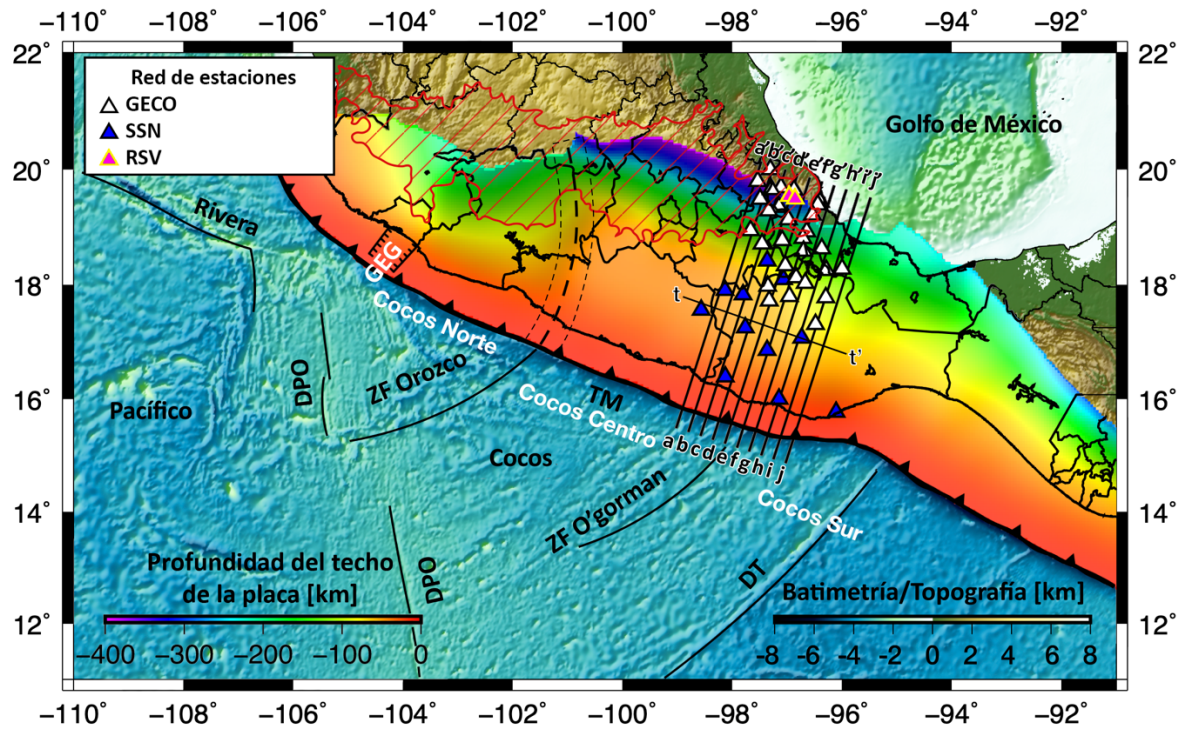 −110° −108° −106° −104° −102° −100° −98° −96° −94° −92°
22° 22°
Red de estaciones
GECO
SSN
RSV
Golfo de México
20° 20°
a' b' c' d' e' f' g' h' i' j'
Rivera
GEG
18° 18°
t
t'
Cocos Norte
DPO
ZF Orozco
TM
16° 16°
Pacífico
Cocos Centro
a b c d e f g h i j
Cocos
ZF O'gorman
Cocos Sur
14° 14°
DPO
DT
Profundidad del techo
de la placa [km]
Batimetría/Topografía [km]
12° 12°
−400 −300 −200 −100 0
-8 -6 -4 -2 0 2 4 6 8
−110° −108° −106° −104° −102° −100° −98° −96° −94° −92°